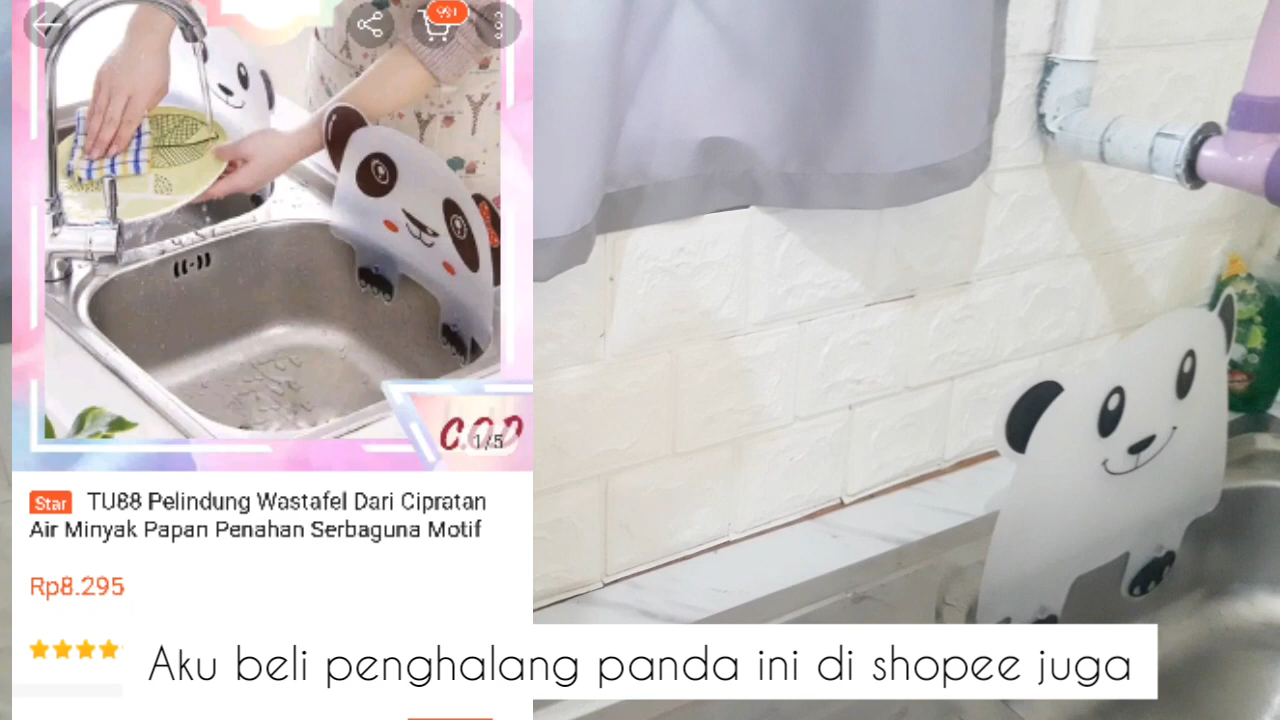 99+
C.O.D
1/5
Star TU88 Pelindung Wastafel Dari Cipratan
Air Minyak Papan Penahan Serbaguna Motif
Rp8.295
Aku beli penghalang panda ini di shopee juga